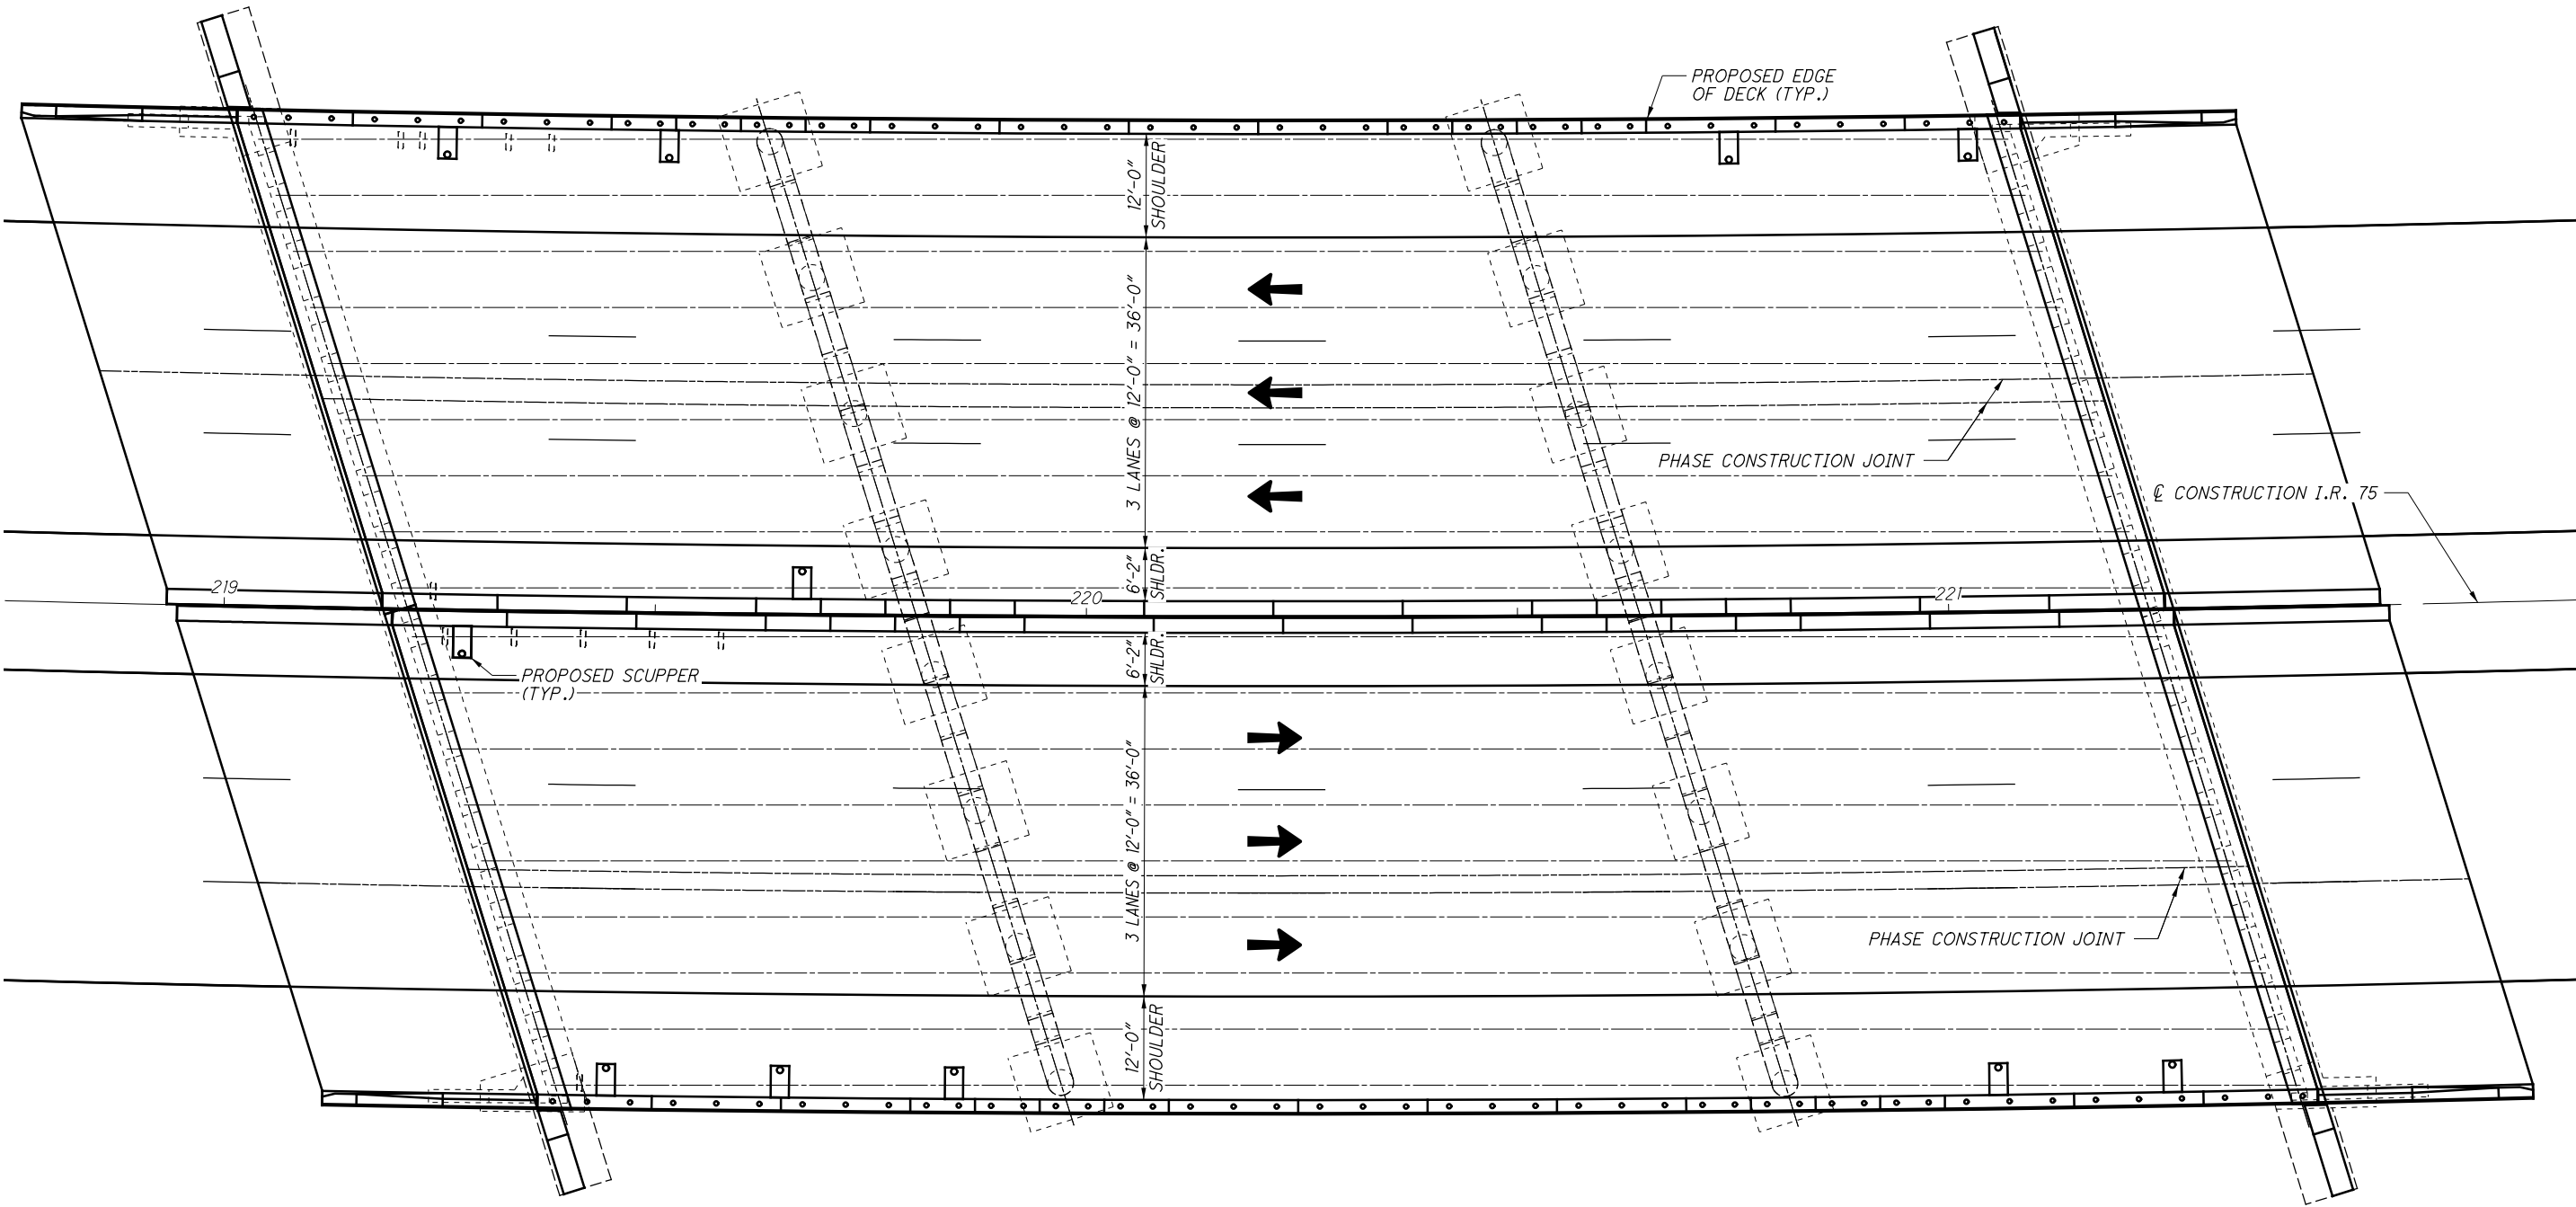 PROPOSED EDGE
OF DECK (TYP.)
12'-0"
SHOULDER
3 LANES @ 12'-0" = 36'-0"
PHASE CONSTRUCTION JOINT
℄ CONSTRUCTION I.R. 75
6'-2"
SHLDR.
219
220
221
6'-2"
SHLDR.
PROPOSED SCUPPER
(TYP.)
3 LANES @ 12'-0" = 36'-0"
PHASE CONSTRUCTION JOINT
12'-0"
SHOULDER